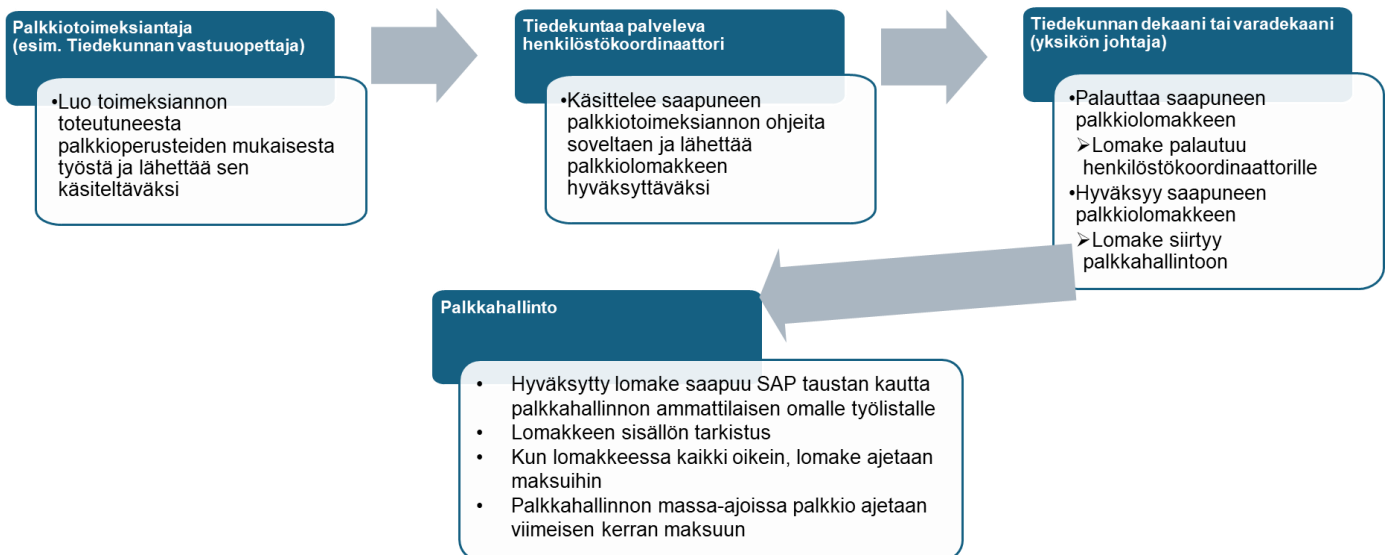 Palkkiotoimeksiantaja
(esim. Tiedekunnan vastuuopettaja)
•Luo toimeksiannon
toteutuneesta
palkkioperusteiden mukaisesta
työstä ja lähettää sen
käsiteltäväksi
Tiedekuntaa palveleva
henkilöstökoordinaattori
•Käsittelee saapuneen
palkkiotoimeksiannon ohjeita
soveltaen ja lähettää
palkkiolomakkeen
hyväksyttäväksi
Tiedekunnan dekaani tai varadekaani
(yksikön johtaja)
•Palauttaa saapuneen
palkkiolomakkeen
➢Lomake palautuu
henkilöstökoordinaattorille
•Hyväksyy saapuneen
palkkiolomakkeen
➢Lomake siirtyy
palkkahallintoon
Palkkahallinto
• Hyväksytty lomake saapuu SAP taustan kautta
palkkahallinnon ammattilaisen omalle työlistalle
• Lomakkeen sisällön tarkistus
• Kun lomakkeessa kaikki oikein, lomake ajetaan
maksuihin
• Palkkahallinnon massa-ajoissa palkkio ajetaan
viimeisen kerran maksuun